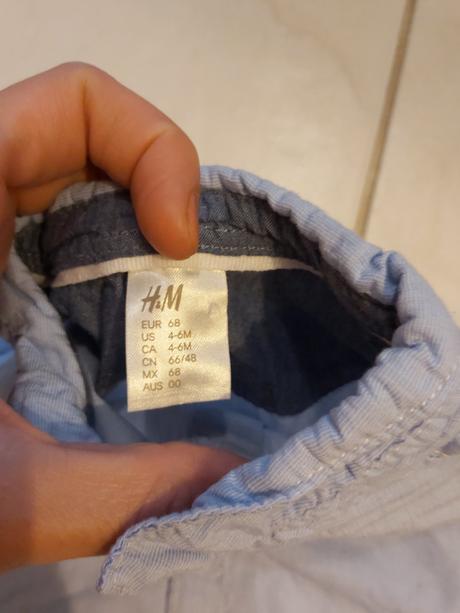 H&M
EUR 68
US 4-6M
CA 4-6M
CN 66/48
MX 68
AUS 00